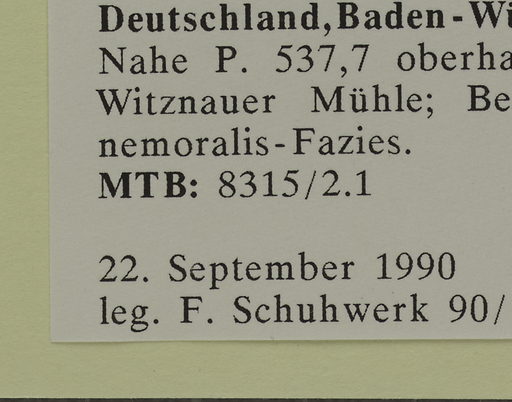 Deutschland, Baden-Wü
Nahe P. 537,7 oberha
Witznauer Mühle; Be
nemoralis-Fazies.
MTB: 8315/2.1
22. September 1990
leg. F. Schuhwerk 90/